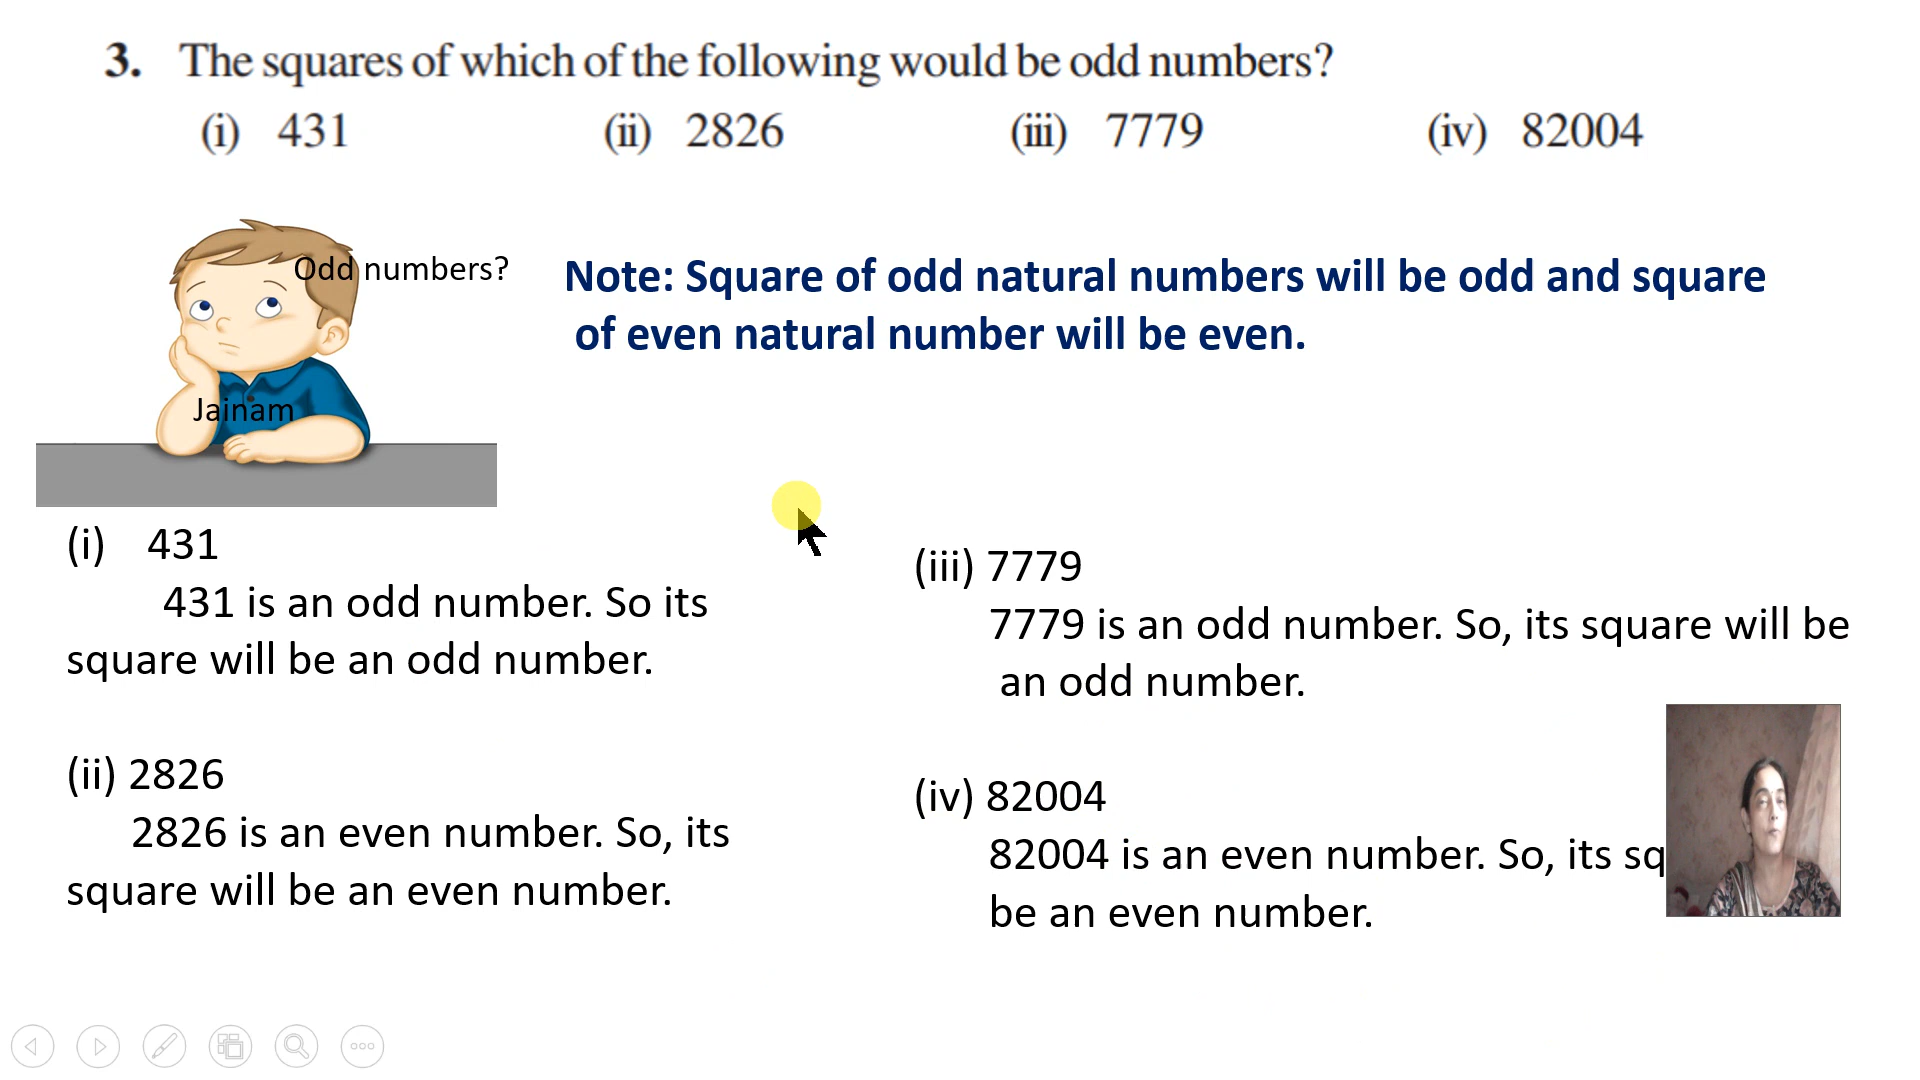 3. The squares of which of the following would be odd numbers?
(i) 431 (ii) 2826 (iii) 7779 (iv) 82004
Odd numbers?
Jainam
Note: Square of odd natural numbers will be odd and square
of even natural number will be even.
(i) 431
431 is an odd number. So its
square will be an odd number.
(ii) 2826
2826 is an even number. So, its
square will be an even number.
(iii) 7779
7779 is an odd number. So, its square will be
an odd number.
(iv) 82004
82004 is an even number. So, its sq
be an even number.